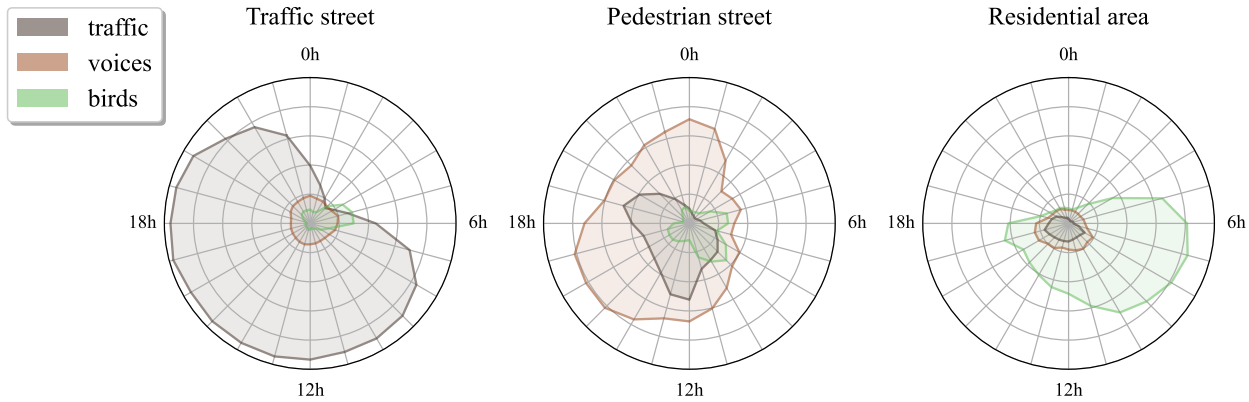 traffic
voices
birds
Traffic street
0h
6h
12h
18h
Pedestrian street
0h
6h
12h
18h
Residential area
0h
6h
12h
18h